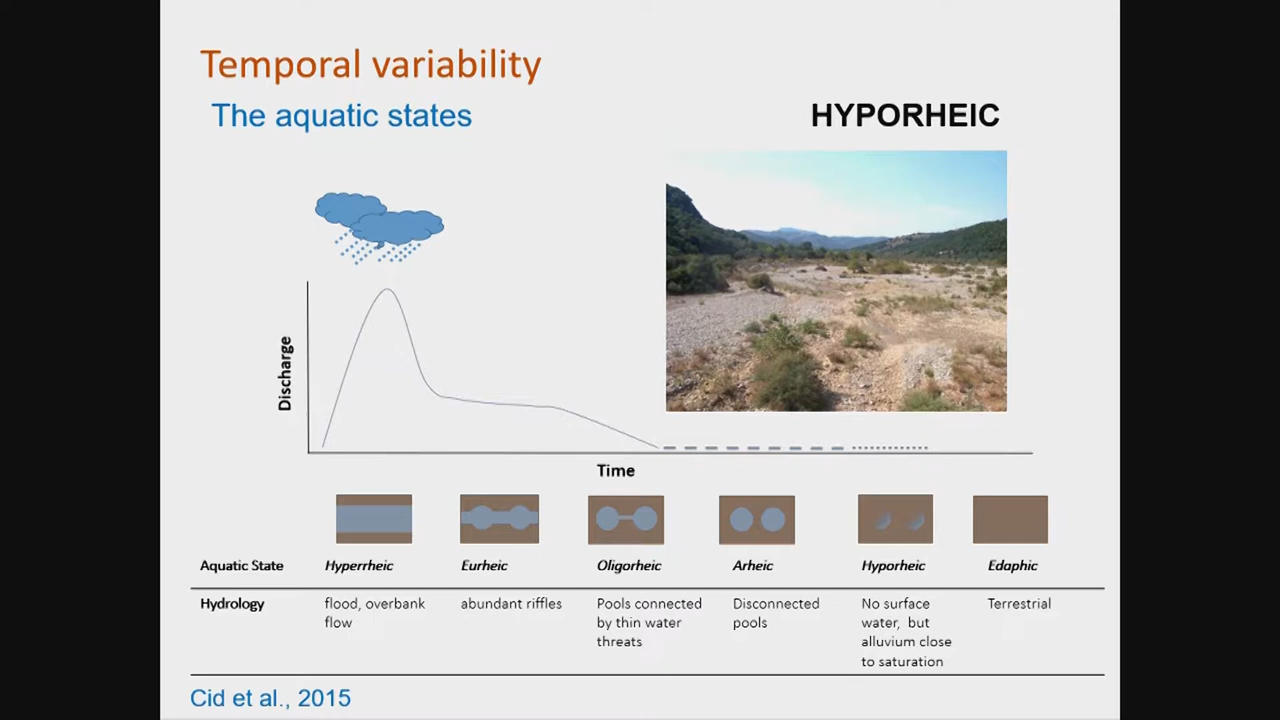 Temporal variability
The aquatic states
HYPORHEIC
Discharge
Time
Aquatic State Hyperrheic Eurheic Oligorheic Arheic Hyporheic Edaphic
Hydrology flood, overbank abundant riffles Pools connected Disconnected No surface Terrestrial
flow by thin water pools water, but
threats alluvium close
to saturation
Cid et al., 2015